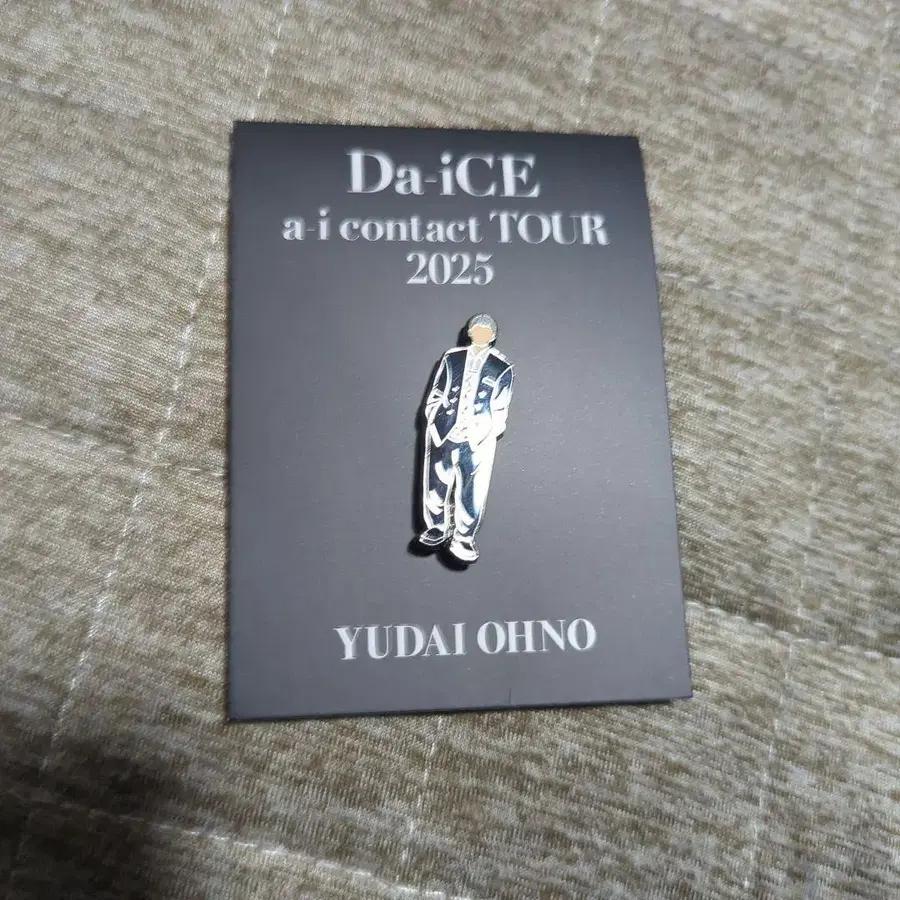 Da-iCE
a-i contact TOUR
2025
YUDAI OHNO